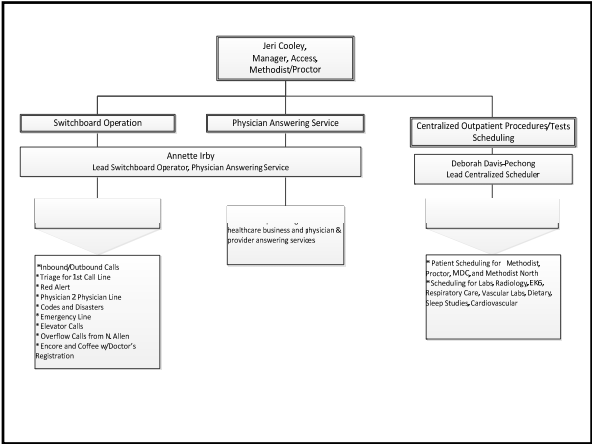 Jeri Cooley,
Manager, Access,
Methodist/Proctor
Switchboard Operation
Physician Answering Service
Centralized Outpatient Procedures/Tests
Scheduling
Annette Irby
Lead Switchboard Operator, Physician Answering Service
Deborah Davis-Pechong
Lead Centralized Scheduler
healthcare business and physician &
provider answering services
*Inbound/Outbound Calls
* Triage for 1st Call Line
* Red Alert
* Physician 2 Physician Line
* Codes and Disasters
* Emergency Line
* Elevator Calls
* Overflow Calls from N. Allen
* Encore and Coffee w/Doctor's
Registration
* Patient Scheduling for Methodist,
Proctor, MDC, and Methodist North
*Scheduling for Labs, Radiology, EKG,
Respiratory Care, Vascular Labs, Dietary,
Sleep Studies, Cardiovascular